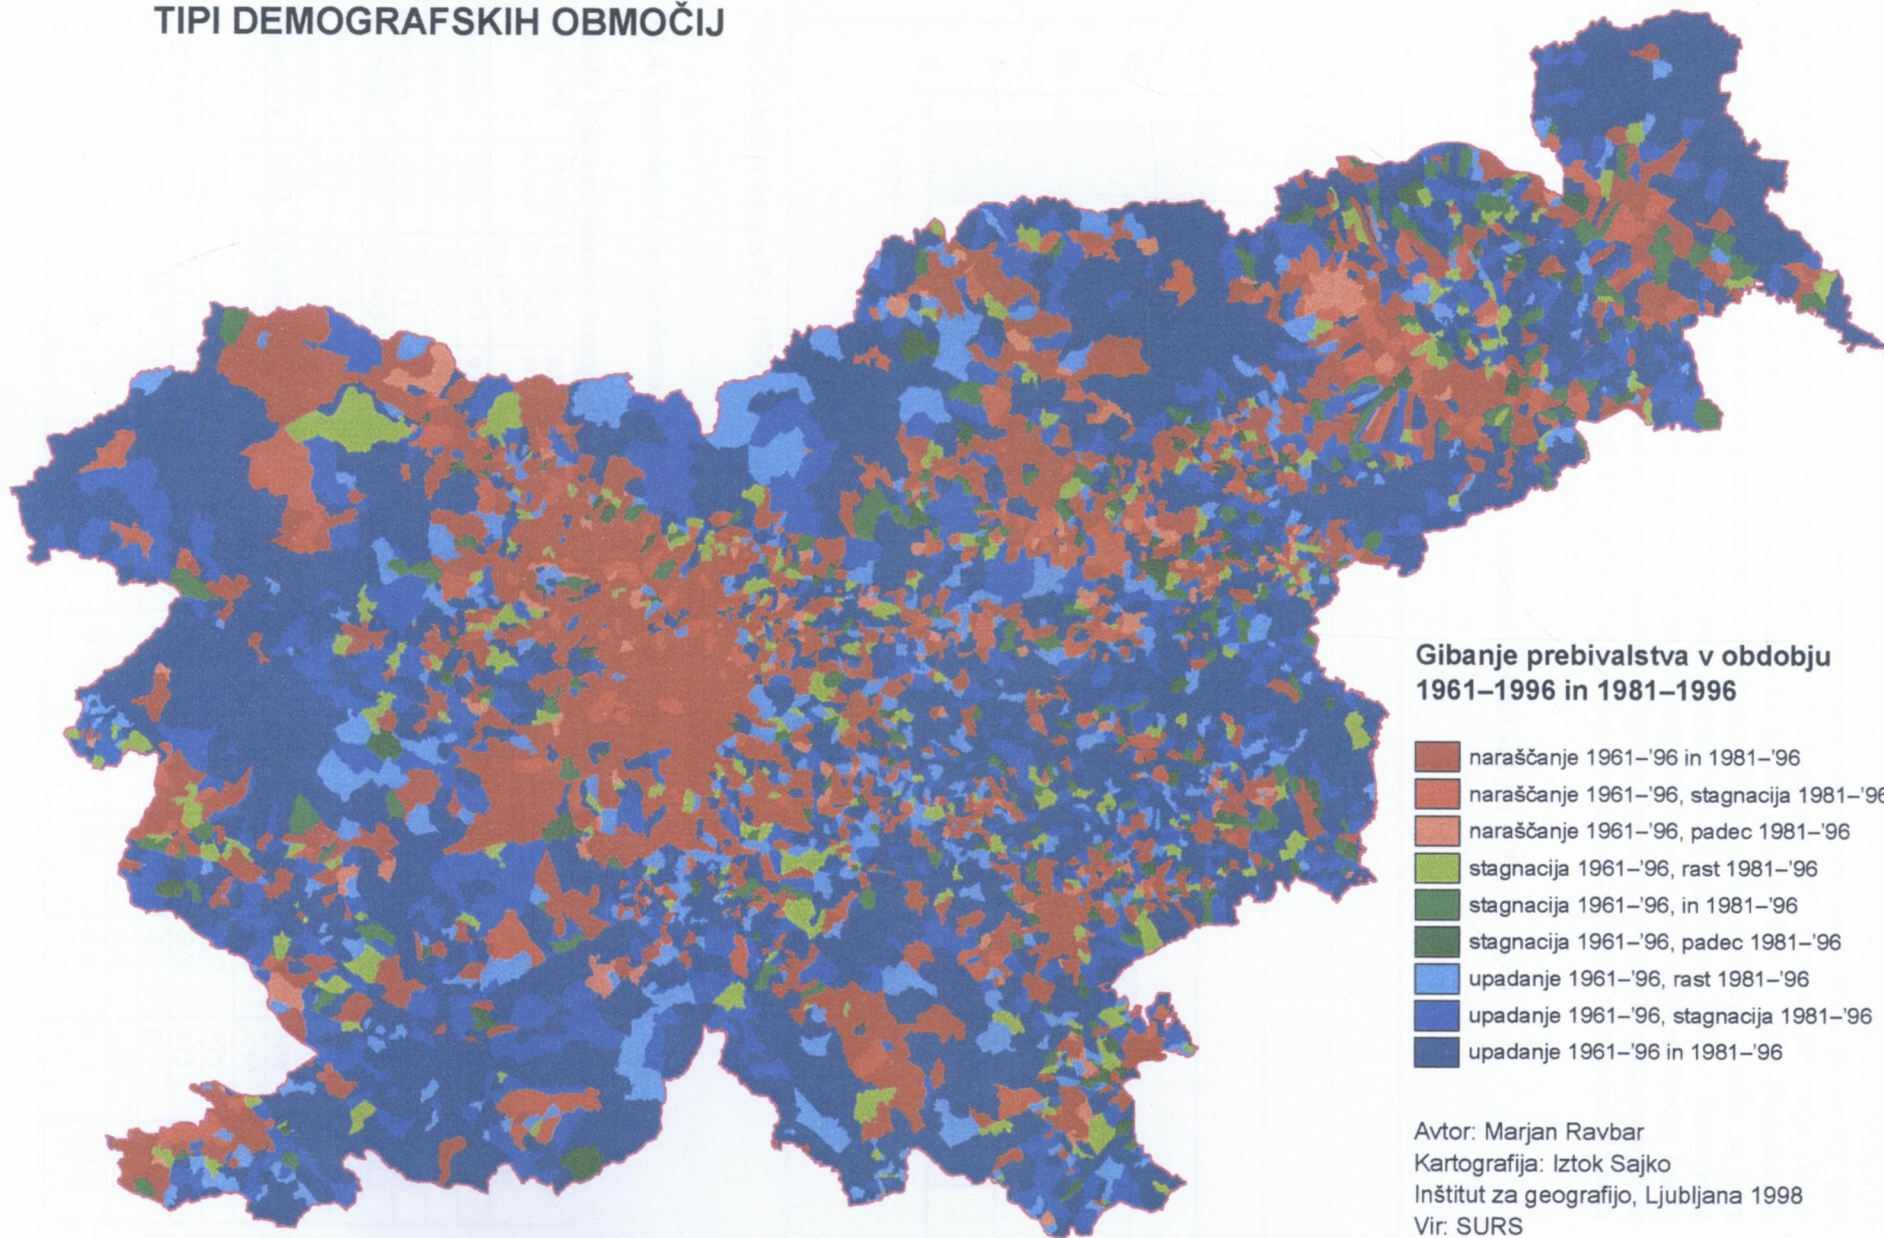 TIPI DEMOGRAFSKIH OBMOČIJ
Gibanje prebivalstva v obdobju
1961–1996 in 1981–1996
naraščanje 1961–'96 in 1981–'96
naraščanje 1961–'96, stagnacija 1981–'96
naraščanje 1961–'96, padec 1981–'96
stagnacija 1961–'96, rast 1981–'96
stagnacija 1961–'96, in 1981–'96
stagnacija 1961–'96, padec 1981–'96
upadanje 1961–'96, rast 1981–'96
upadanje 1961–'96, stagnacija 1981–'96
upadanje 1961–'96 in 1981–'96
Avtor: Marjan Ravbar
Kartografija: Iztok Sajko
Inštitut za geografijo, Ljubljana 1998
Vir: SURS